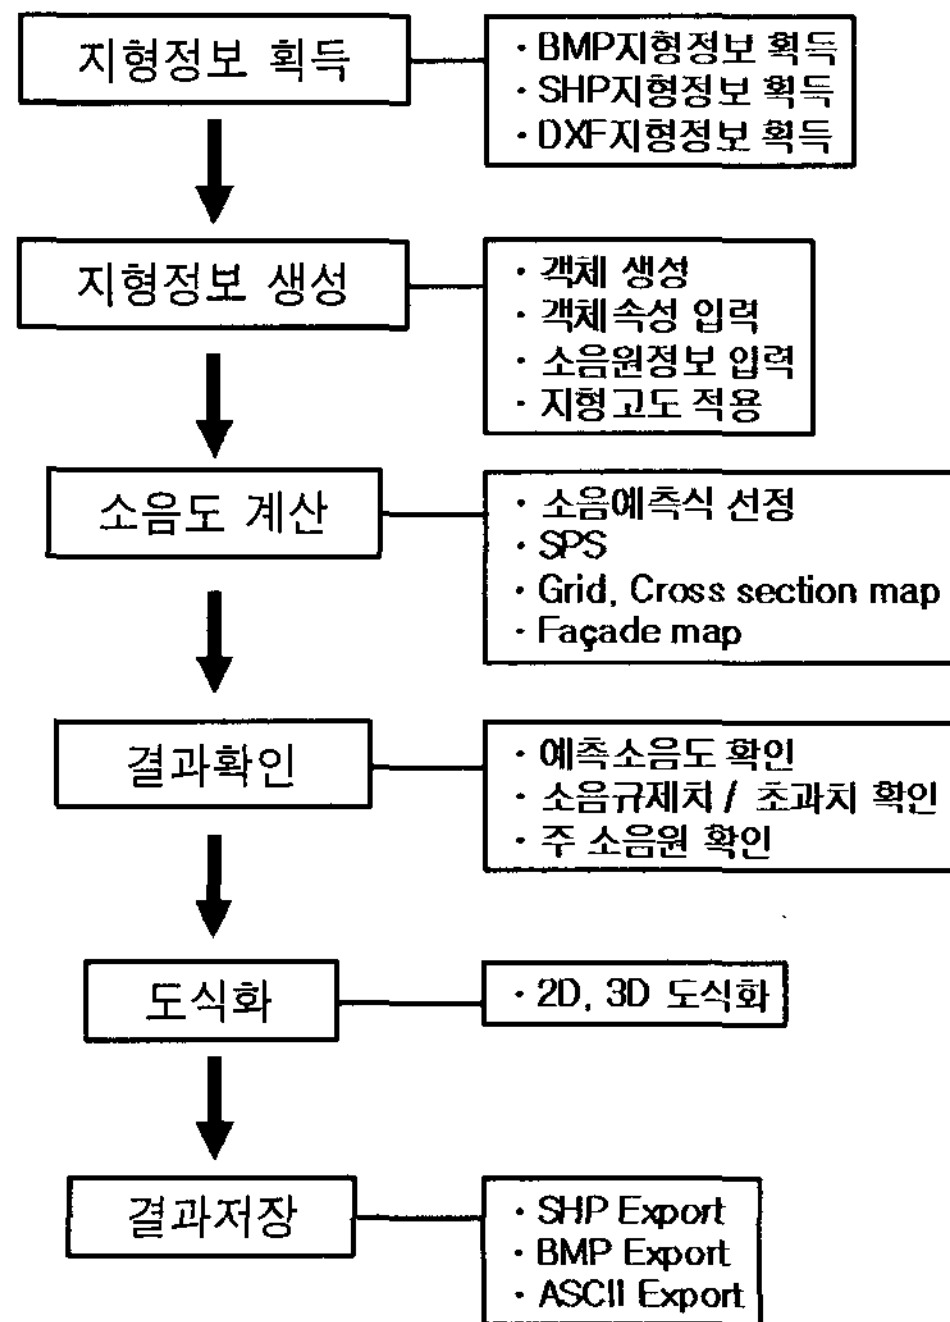 지형정보 획득
· BMP지형정보 획득
· SHP지형정보 획득
· DXF지형정보 획득
지형정보 생성
· 객체 생성
· 객체속성 입력
· 소음원정보 입력
· 지형고도 적용
소음도 계산
· 소음예측식 선정
· SPS
· Grid, Cross section map
· Façade map
결과확인
· 예측소음도 확인
· 소음규제치 / 초과치 확인
· 주 소음원 확인
도식화
· 2D, 3D 도식화
결과저장
· SHP Export
· BMP Export
· ASCII Export